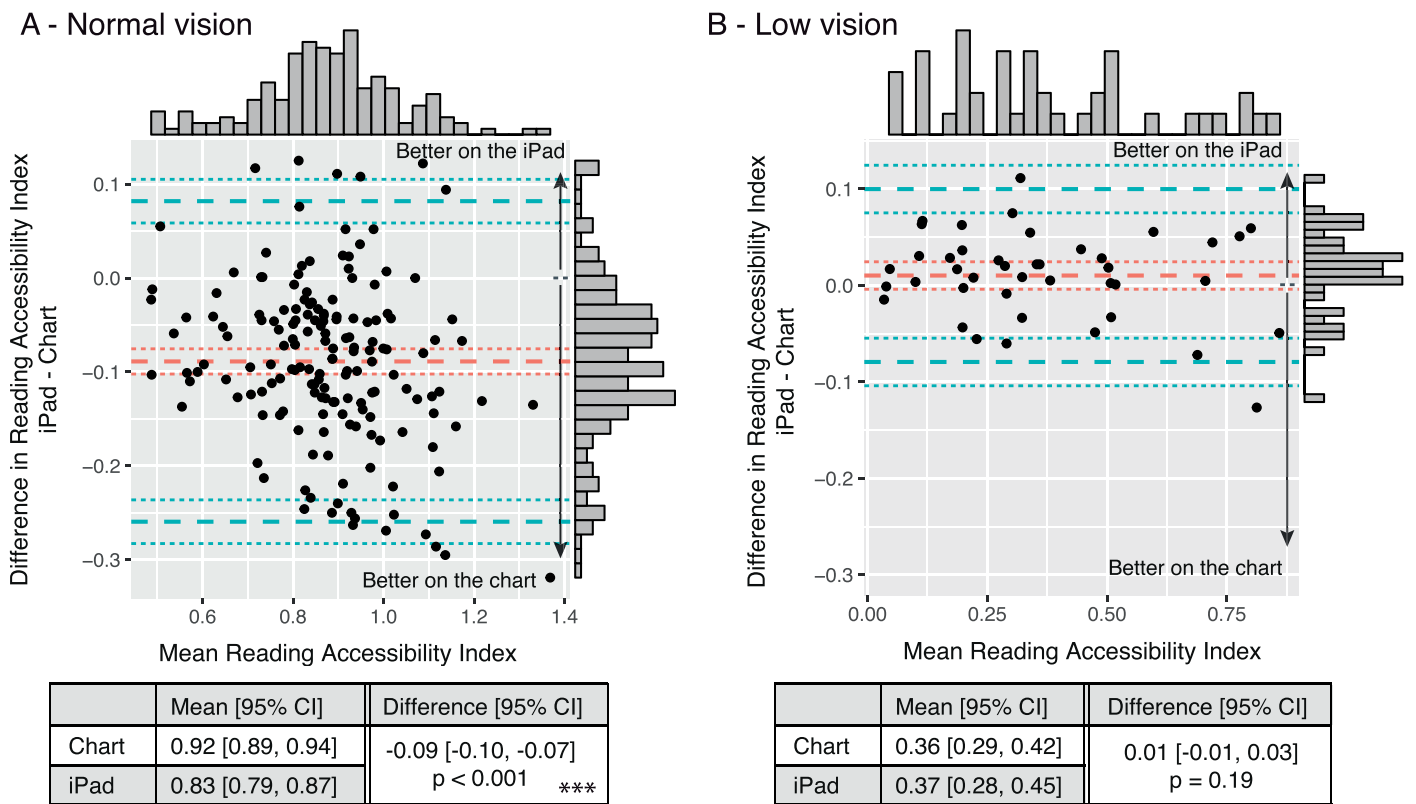 A - Normal vision
Better on the iPad
0.1
0.0
−0.1
−0.2
−0.3
Difference in Reading Accessibility Index
iPad - Chart
Better on the chart
0.6 0.8 1.0 1.2 1.4
Mean Reading Accessibility Index
Mean [95% CI] Difference [95% CI]
Chart 0.92 [0.89, 0.94] -0.09 [-0.10, -0.07]
p < 0.001 ***
iPad 0.83 [0.79, 0.87]
B - Low vision
Better on the iPad
0.1
0.0
−0.1
−0.2
−0.3
Difference in Reading Accessibility Index
iPad - Chart
Better on the chart
0.00 0.25 0.50 0.75
Mean Reading Accessibility Index
Mean [95% CI] Difference [95% CI]
Chart 0.36 [0.29, 0.42] 0.01 [-0.01, 0.03]
p = 0.19
iPad 0.37 [0.28, 0.45]